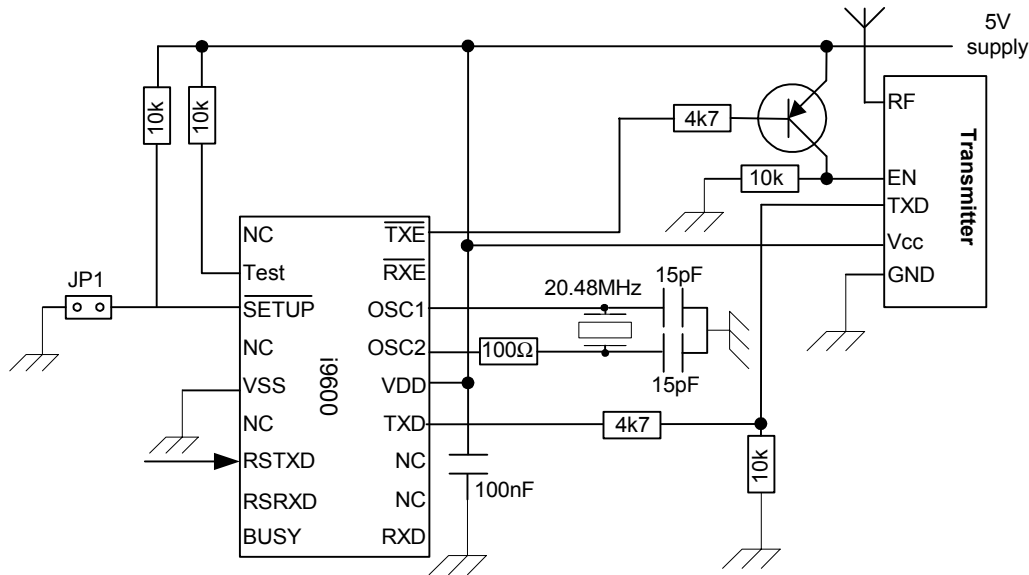 5V
supply
10k
10k
4k7
RF
Transmitter
10k
EN
TXD
Vcc
GND
NC
TXE
Test
RXE
JP1
SETUP
OSC1
20.48MHz
15pF
NC
OSC2
100Ω
15pF
i9600
VSS
VDD
NC
TXD
4k7
10k
RSTXD
NC
100nF
RSRXD
NC
BUSY
RXD